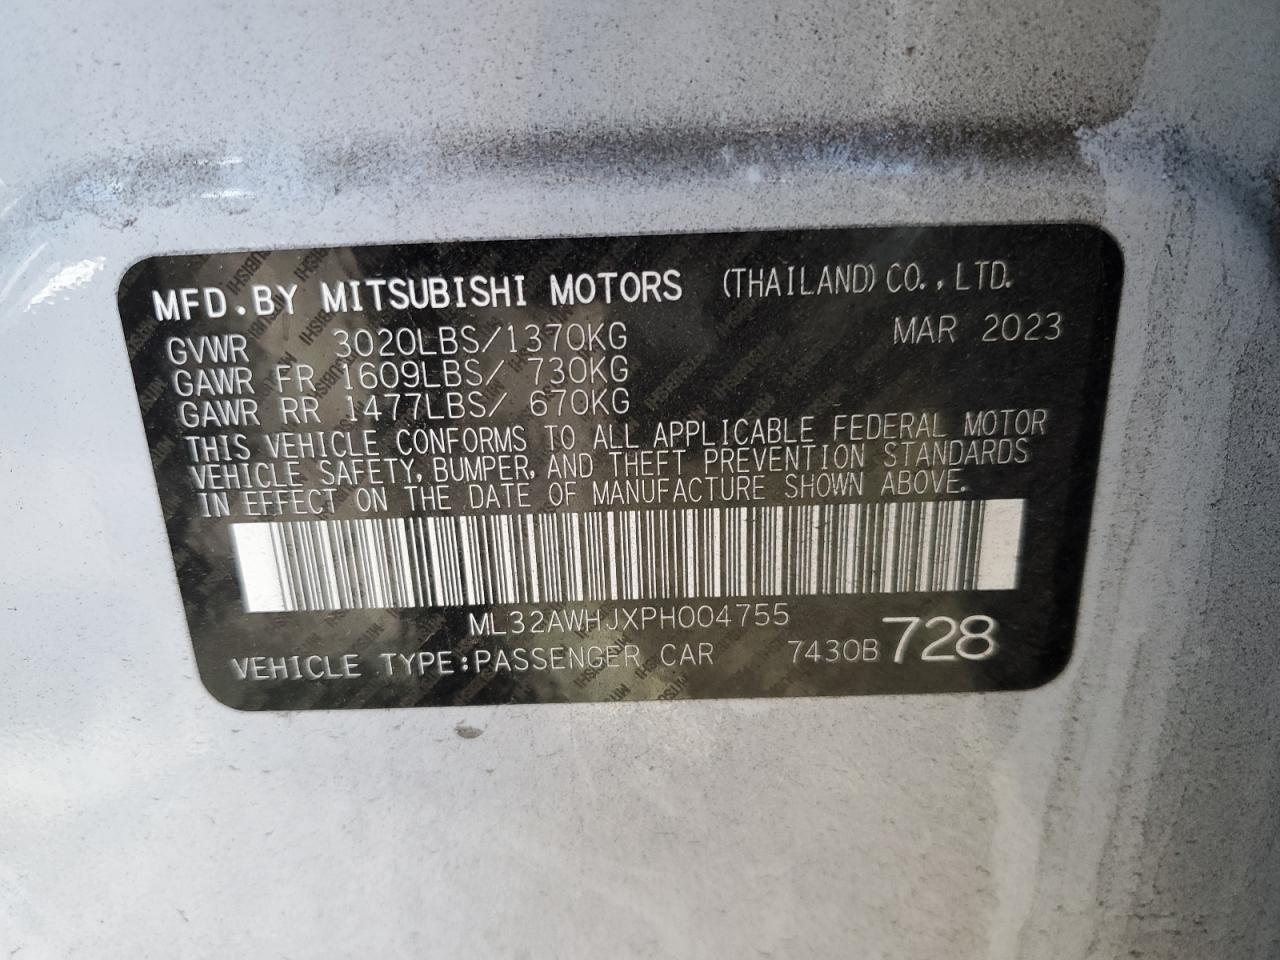 MFD.BY MITSUBISHI MOTORS (THAILAND) CO.,LTD.
GVWR 3020LBS/1370KG MAR 2023
GAWR FR 1609LBS/ 730KG
GAWR RR 1477LBS/ 670KG
THIS VEHICLE CONFORMS TO ALL APPLICABLE FEDERAL MOTOR
VEHICLE SAFETY, BUMPER, AND THEFT PREVENTION STANDARDS
IN EFFECT ON THE DATE OF MANUFACTURE SHOWN ABOVE.
ML32AWHJXPH004755
VEHICLE TYPE:PASSENGER CAR 7430B 728